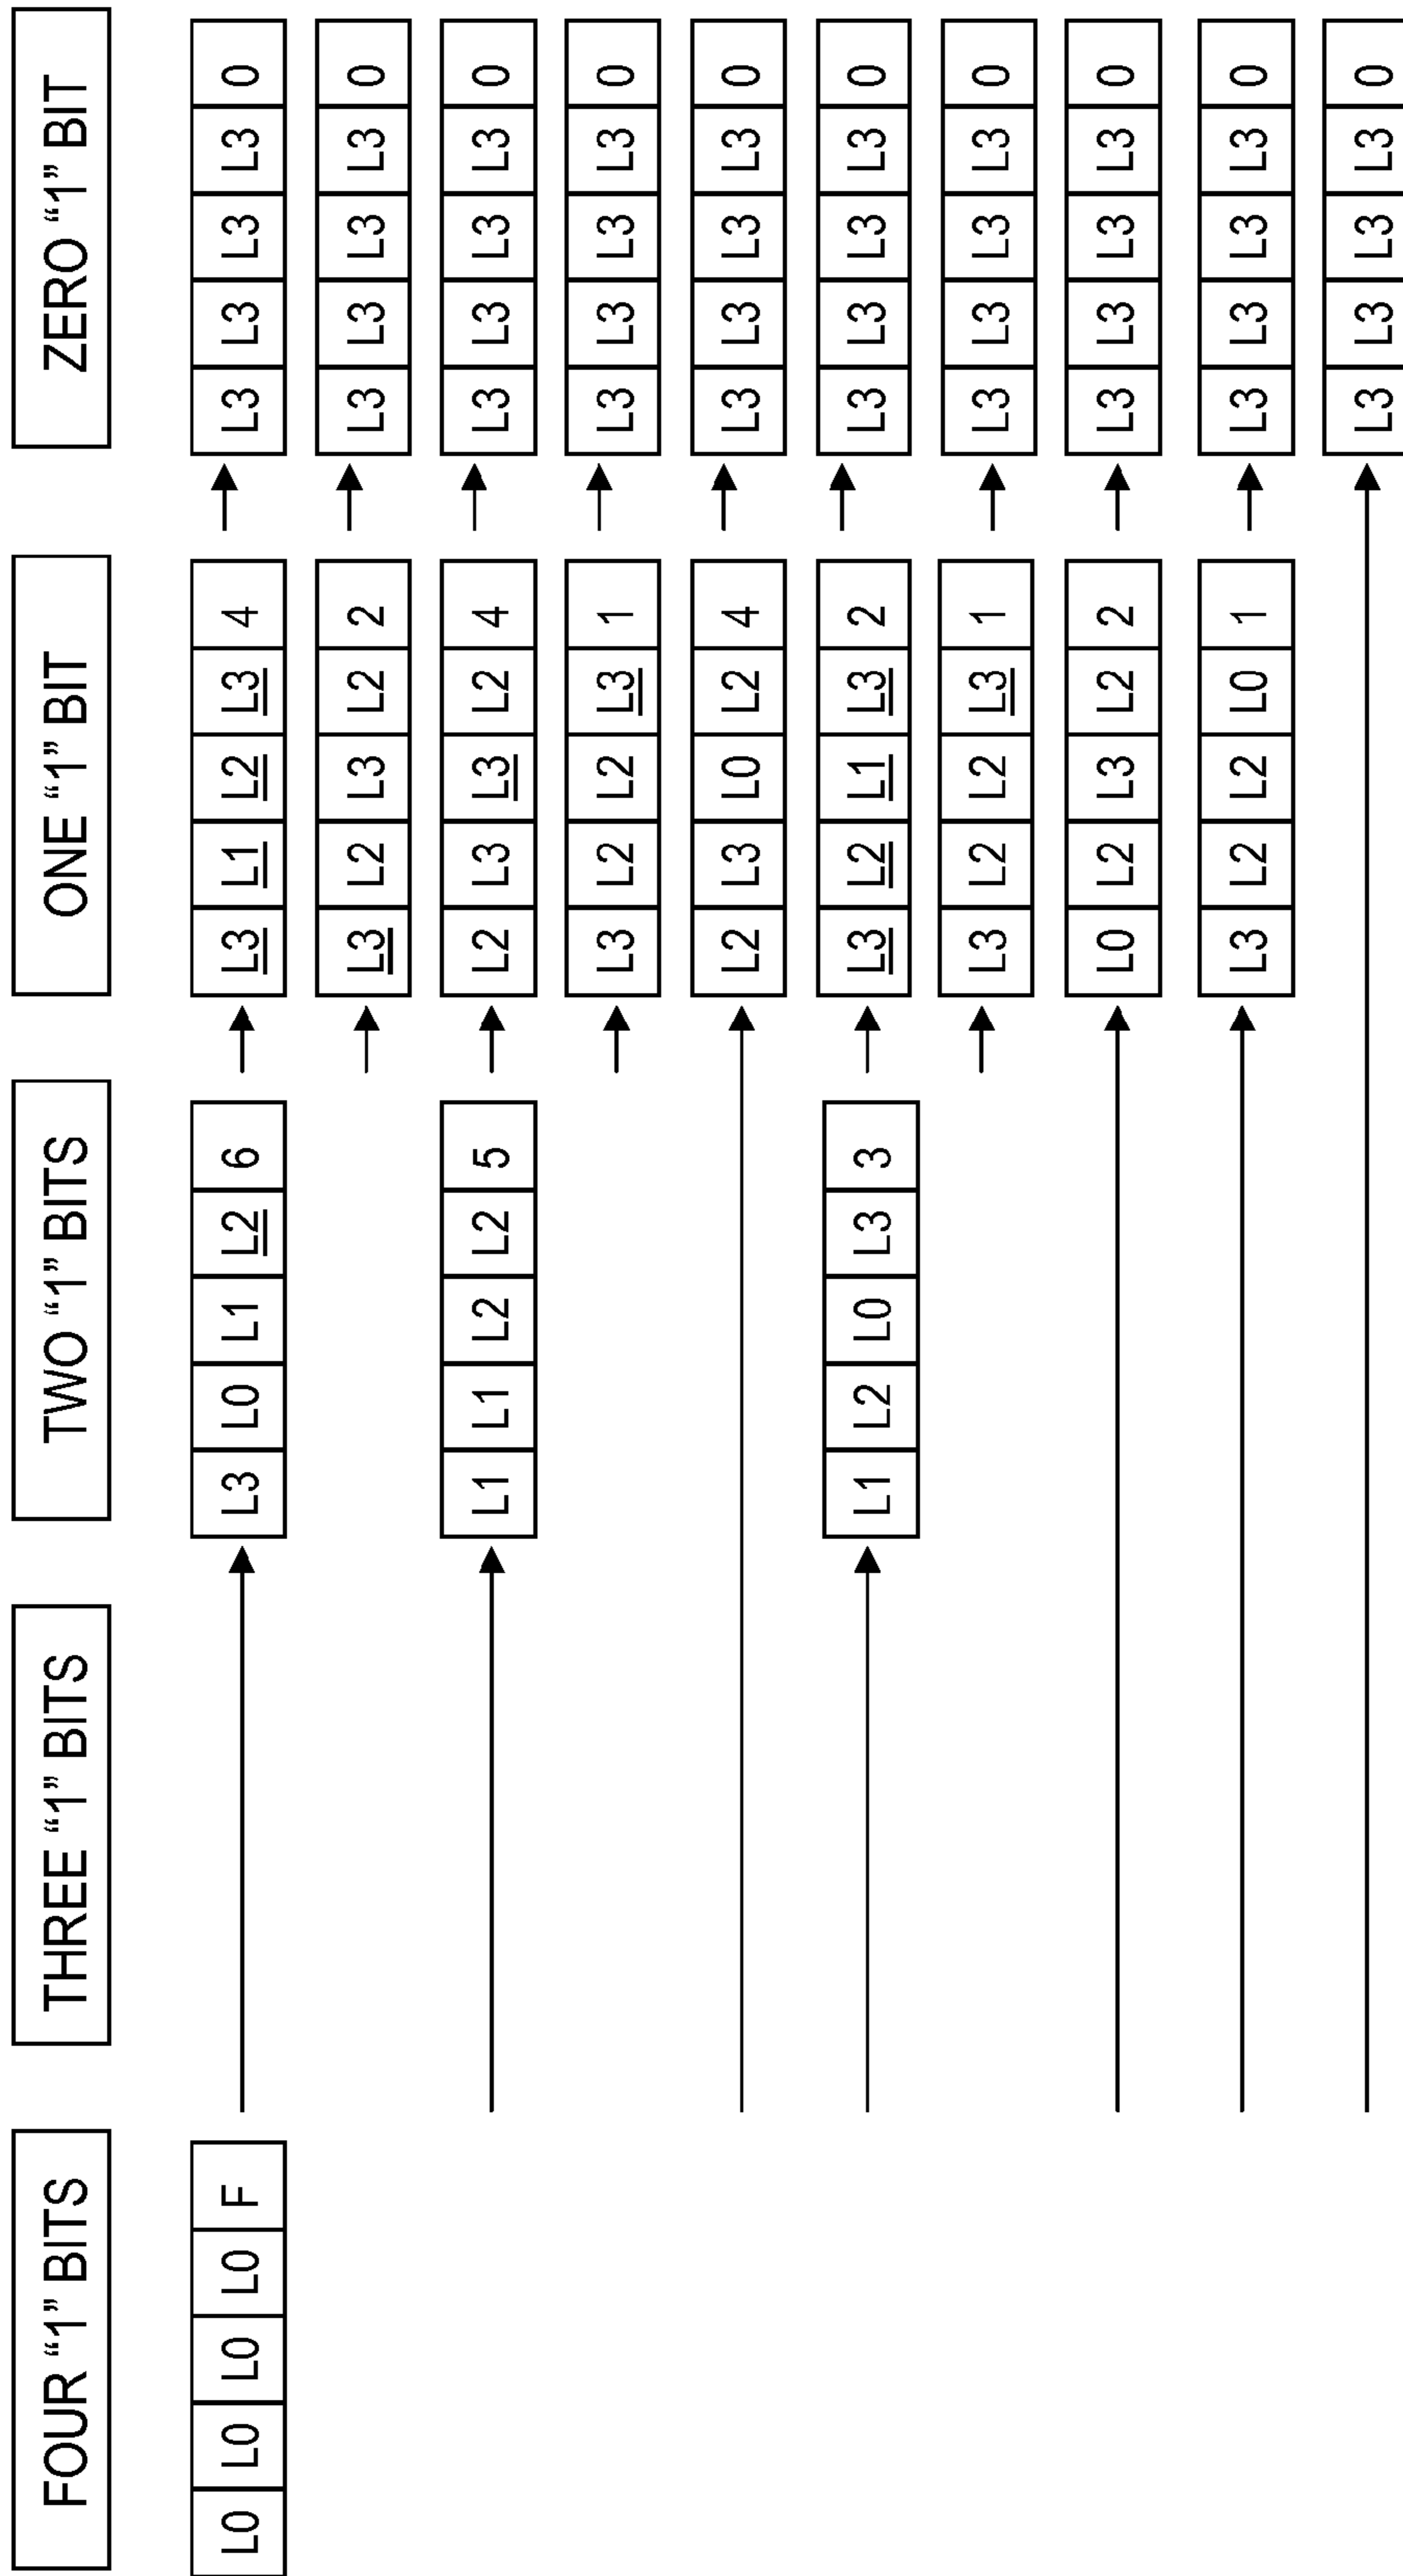 FOUR “1” BITS THREE “1” BITS TWO “1” BITS ONE “1” BIT ZERO “1” BIT
L0 L0 L0 L0 F L3 L0 L1 L2 6 L3 L1 L2 L3 4 L3 L3 L3 L3 0
L3 L2 L3 L2 2 L3 L3 L3 L3 0
L1 L1 L2 L2 5 L2 L3 L3 L2 4 L3 L3 L3 L3 0
L3 L2 L2 L3 1 L3 L3 L3 L3 0
L2 L3 L0 L2 4 L3 L3 L3 L3 0
L1 L2 L0 L3 3 L3 L2 L1 L3 2 L3 L3 L3 L3 0
L3 L2 L2 L3 1 L3 L3 L3 L3 0
L0 L2 L3 L2 2 L3 L3 L3 L3 0
L3 L2 L2 L0 1 L3 L3 L3 L3 0
L3 L3 L3 L3 0